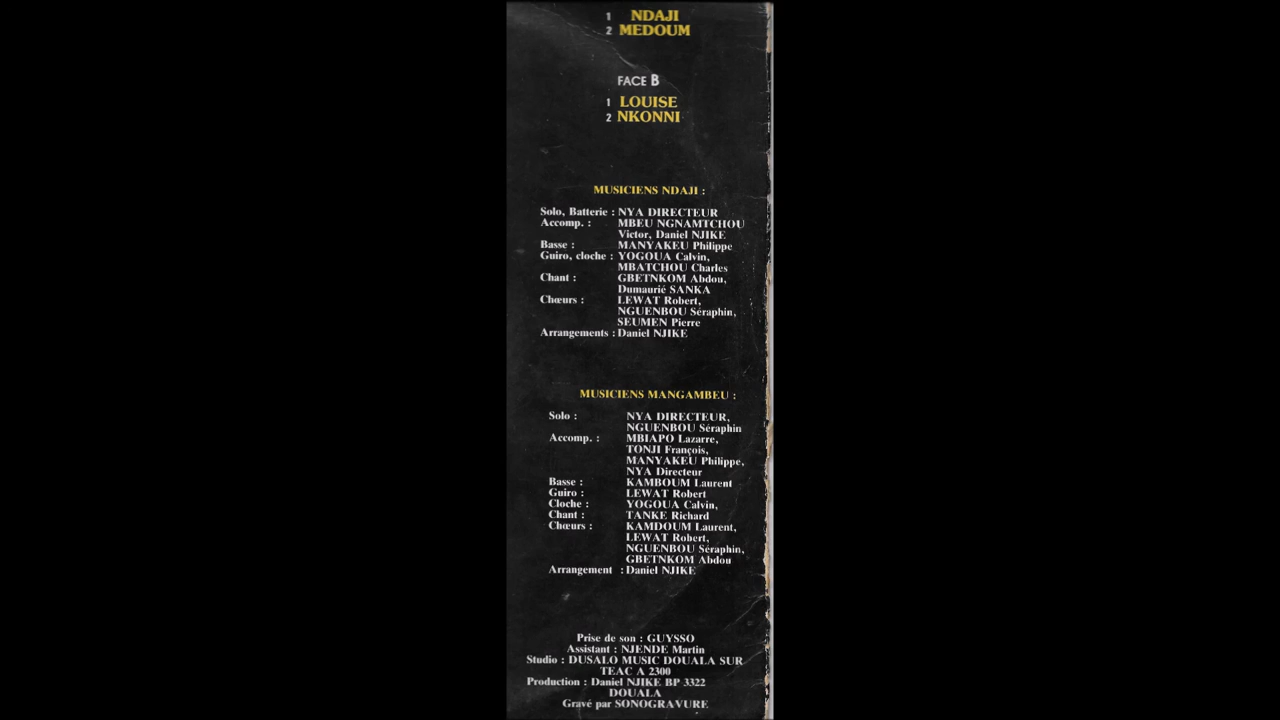 1 NDAJI
2 MEDOUM
FACE B
1 LOUISE
2 NKONNI
MUSICIENS NDAJI :
Solo, Batterie : NYA DIRECTEUR
Accomp. : MBEU NGNAMTCHOU
Victor, Daniel NJIKE
Basse : MANYAKEU Philippe
Guiro, cloche : YOGOUA Calvin,
MBATCHOU Charles
Chant : GBETNKOM Abdou,
Dumaurié SANKA
Chœurs : LEWAT Robert,
NGUENBOU Séraphin,
SEUMEN Pierre
Arrangements : Daniel NJIKE
MUSICIENS MANGAMBEU :
Solo : NYA DIRECTEUR,
NGUENBOU Séraphin
Accomp. : MBIAPO Lazarre,
TONJI François,
MANYAKEU Philippe,
NYA Directeur
Basse : KAMBOUM Laurent
Guiro : LEWAT Robert
Cloche : YOGOUA Calvin,
Chant : TANKE Richard
Chœurs : KAMDOUM Laurent,
LEWAT Robert,
NGUENBOU Séraphin,
GBETNKOM Abdou
Arrangement : Daniel NJIKE
Prise de son : GUYSSO
Assistant : NJENDE Martin
Studio : DUSALO MUSIC DOUALA SUR
TEAC A 2300
Production : Daniel NJIKE BP 3322
DOUALA
Gravé par SONOGRAVURE